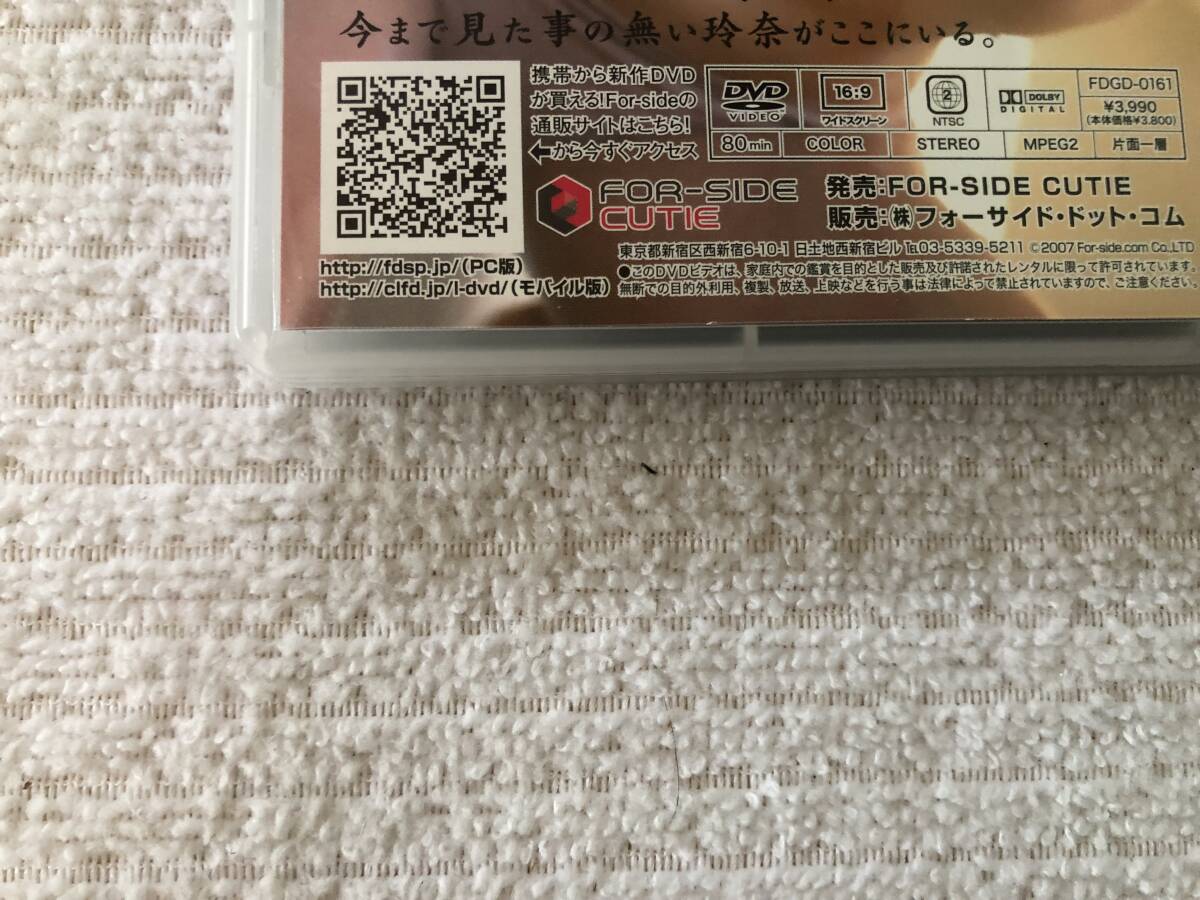 今まで見た事の無い玲奈がここにいる。
携帯から新作DVD
が買える!For-sideの
通販サイトはこちら!
←から今すぐアクセス
DVD
VIDEO
16:9
ワイドスクリーン
2
NTSC
DOLBY
DIGITAL
FDGD-0161
¥3,990
(本体価格¥3,800)
80min COLOR STEREO MPEG2 片面一層
FOR-SIDE
CUTIE
発売:FOR-SIDE CUTIE
販売:㈱フォーサイド・ドット・コム
東京都新宿区西新宿6-10-1 日土地西新宿ビル ℡03-5339-5211 ©2007 For-side.com Co.,LTD
http://fdsp.jp/(PC版)
http://clfd.jp/i-dvd/(モバイル版)
●このDVDビデオは、家庭内での鑑賞を目的とした販売及び許諾されたレンタルに限って許可されています。
無断での目的外利用、複製、放送、上映などを行う事は法律によって禁止されていますので、ご注意ください。